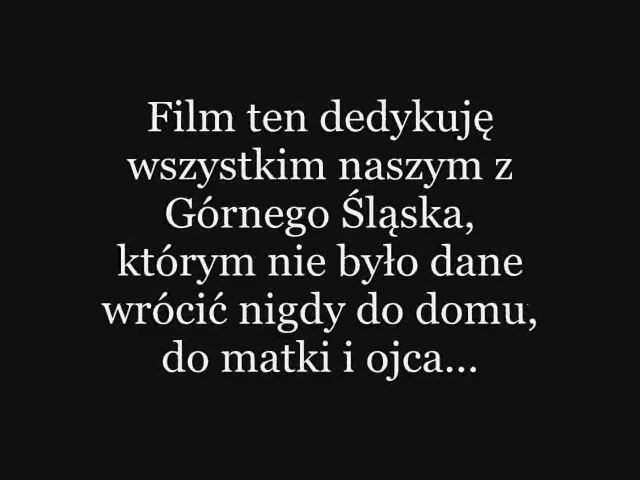 Film ten dedykuję
wszystkim naszym z
Górnego Śląska,
którym nie było dane
wrócić nigdy do domu,
do matki i ojca...